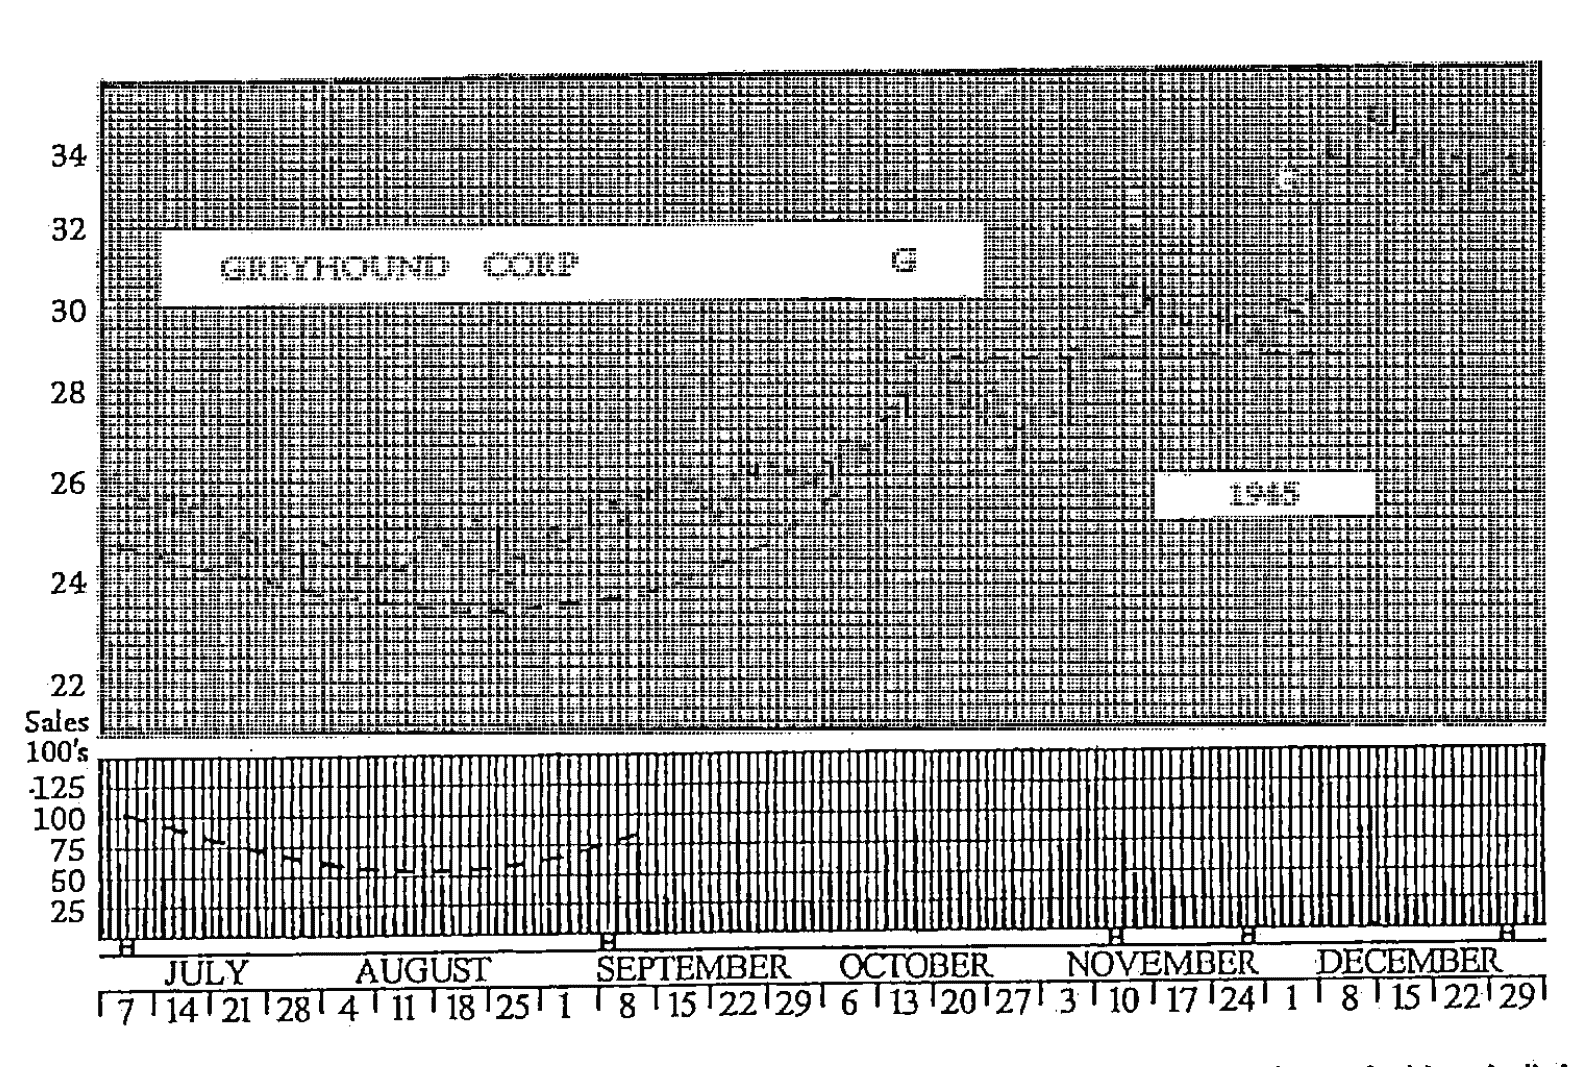 34
32
GREYHOUND CORP G
30
28
26
1945
24
22
Sales
100's
125
100
75
50
25
H H H H H
JULY AUGUST SEPTEMBER OCTOBER NOVEMBER DECEMBER
7 14 21 28 4 11 18 25 1 8 15 22 29 6 13 20 27 3 10 17 24 1 8 15 22 29